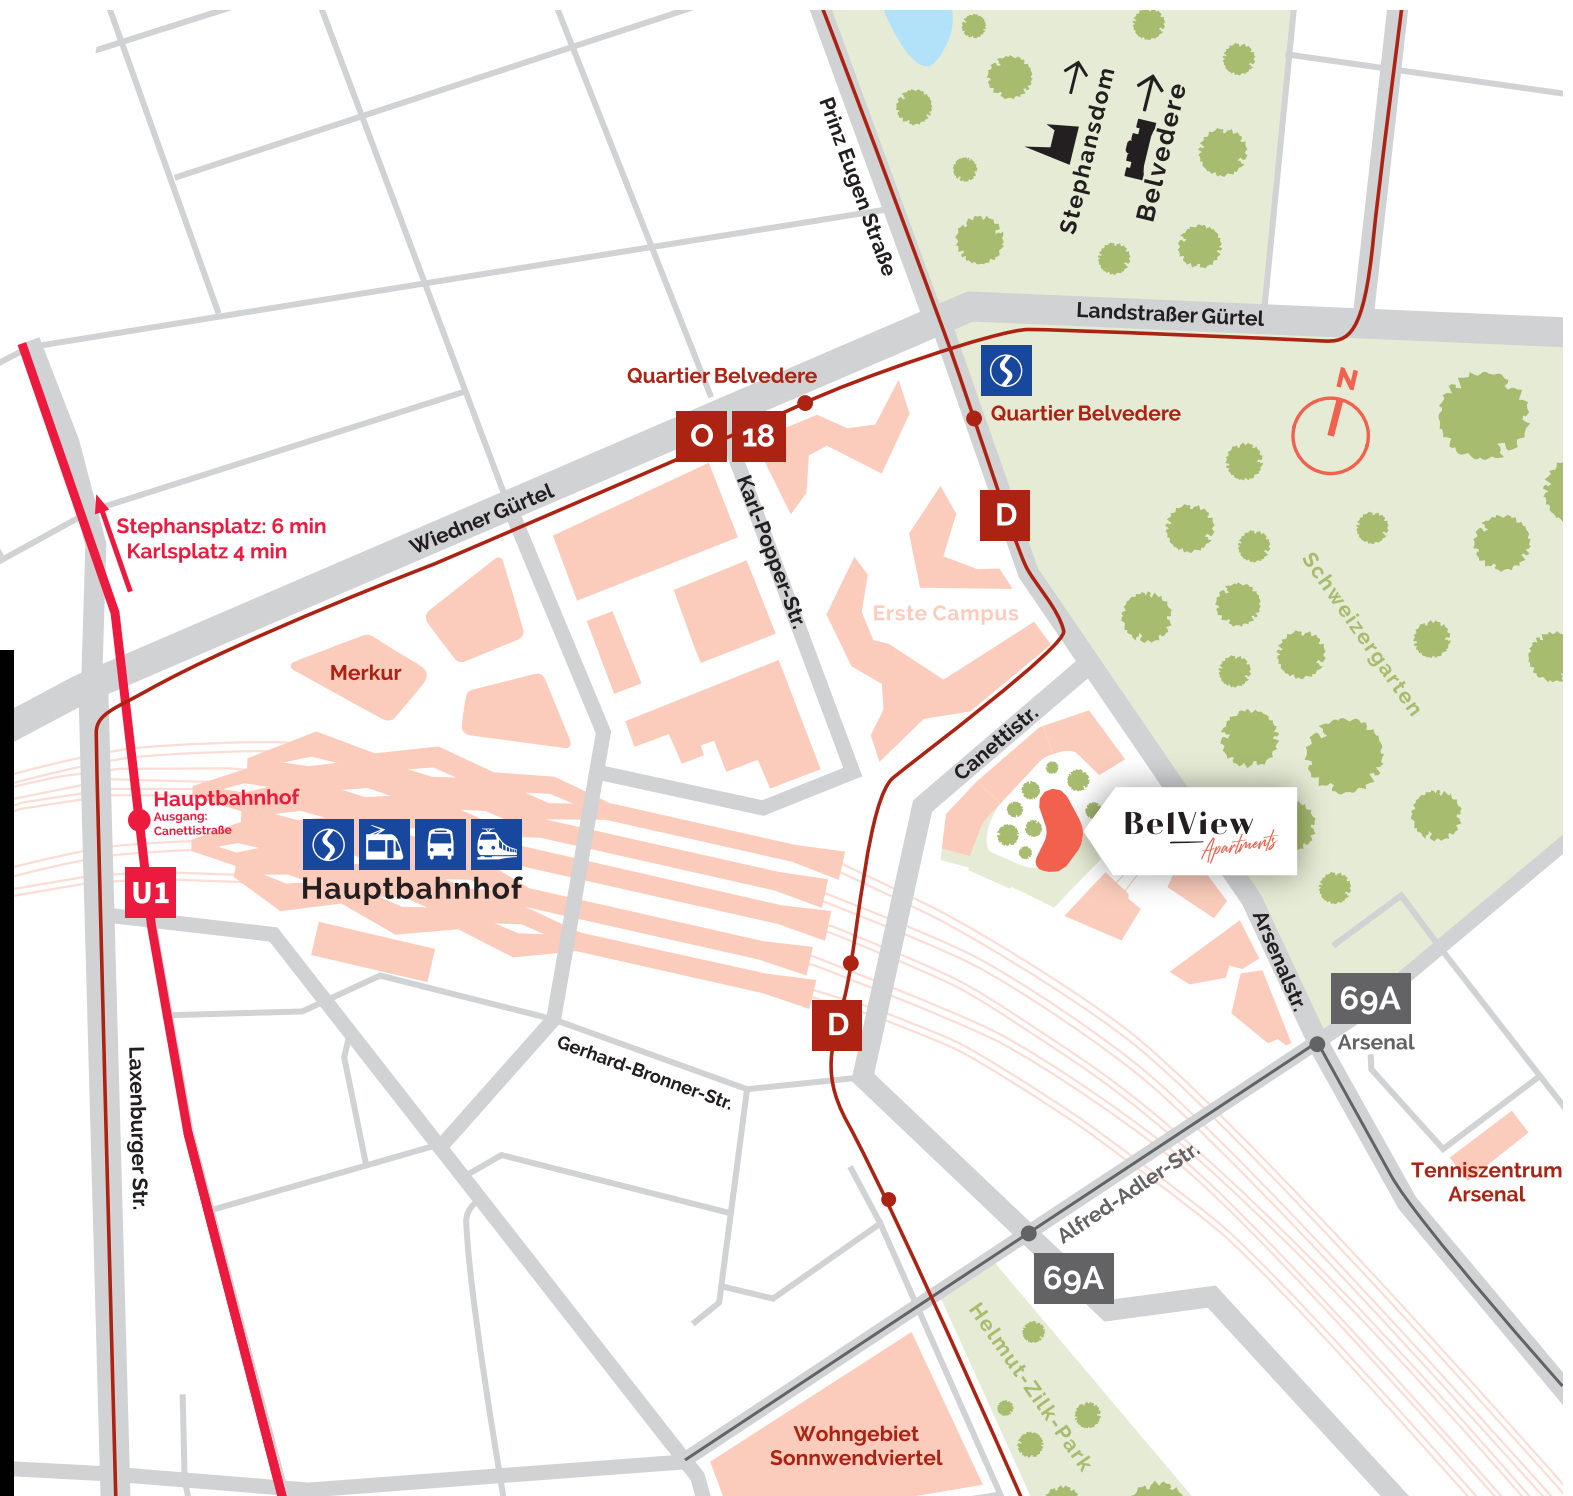 Stephansdom
Belvedere
Prinz Eugen Straße
Landstraßer Gürtel
N
Quartier Belvedere
Quartier Belvedere
O
18
D
Wiedner Gürtel
Karl-Popper-Str.
Stephansplatz: 6 min
Karlsplatz 4 min
Erste Campus
Schweizergarten
Merkur
Canettistr.
Hauptbahnhof
Ausgang:
Canettistraße
BelView
Apartments
U1
Hauptbahnhof
Arsenalstr.
69A
Arsenal
D
Gerhard-Bronner-Str.
Laxenburger Str.
Alfred-Adler-Str.
Tenniszentrum
Arsenal
69A
Helmut-Zilk-Park
Wohngebiet
Sonnwendviertel